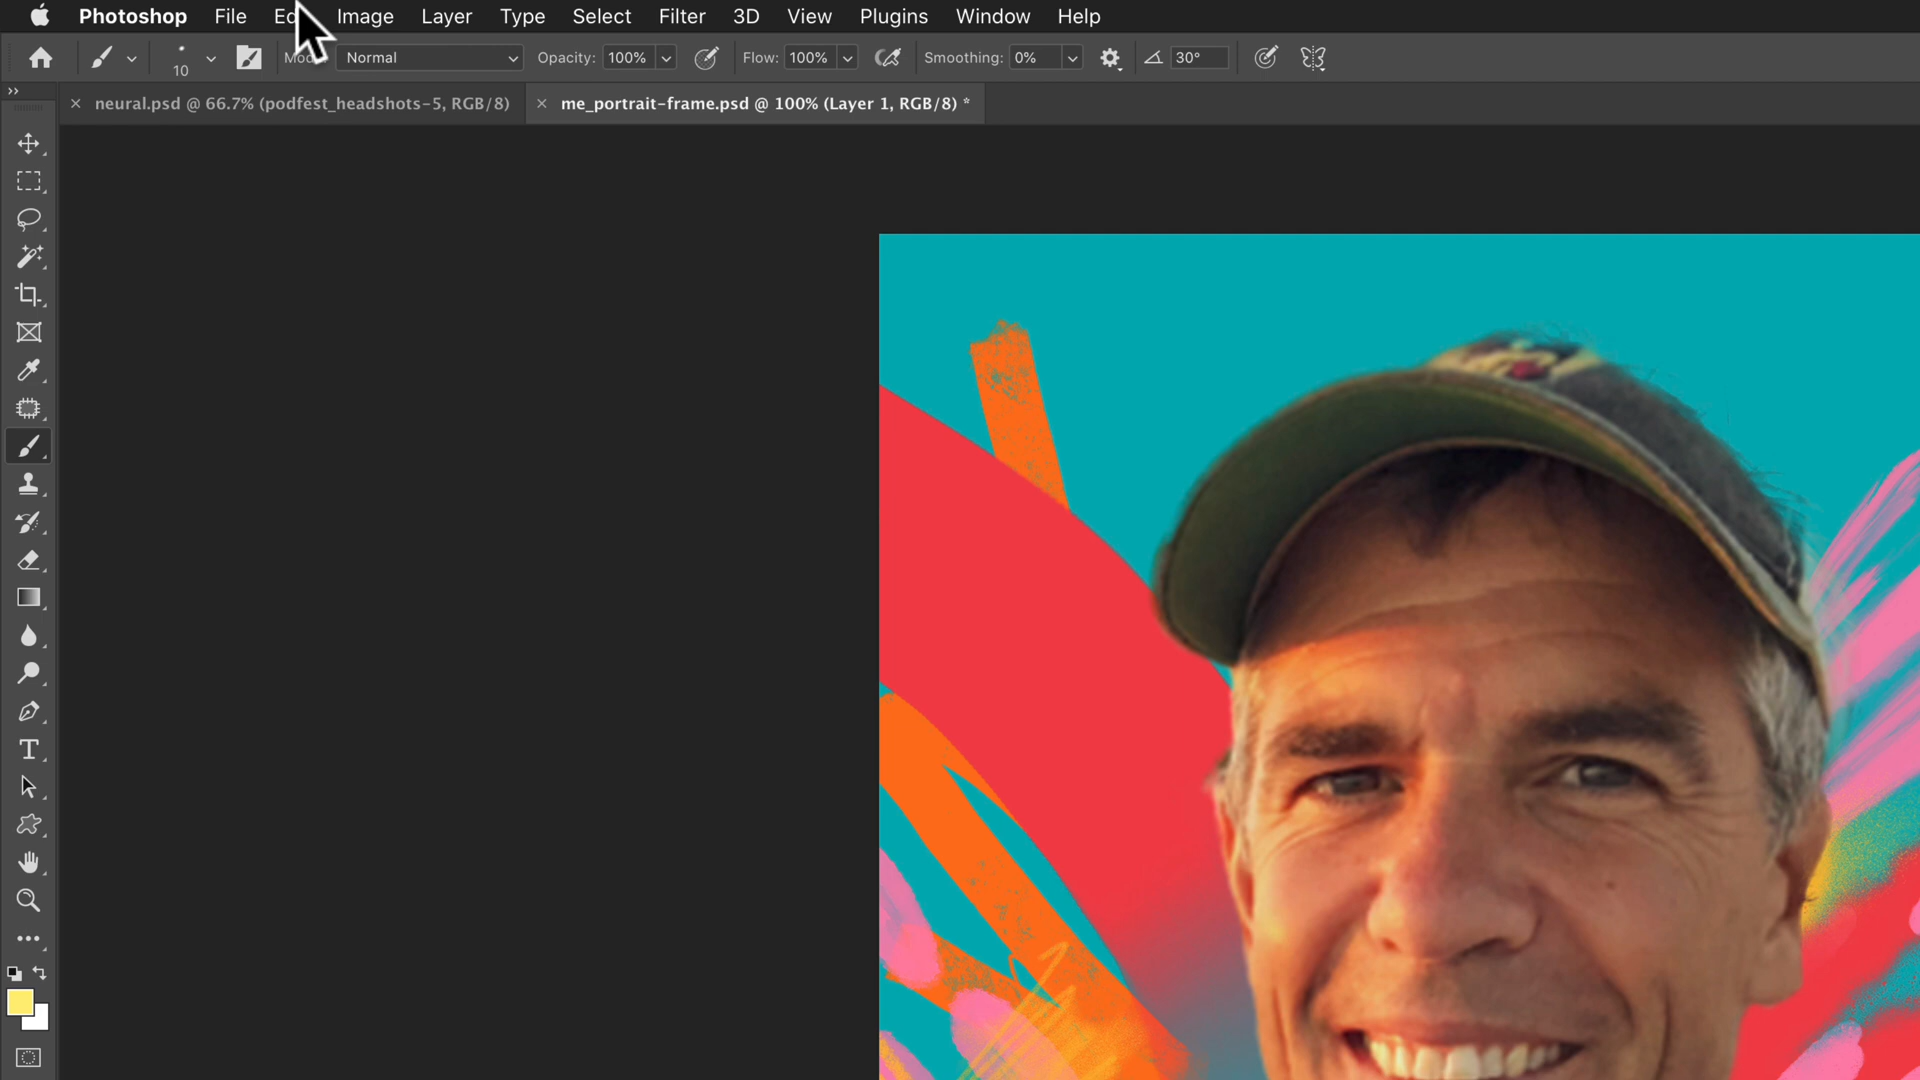 Photoshop File Ed Image Layer Type Select Filter 3D View Plugins Window Help
10 Mod Normal Opacity: 100% Flow: 100% Smoothing: 0% 30°
neural.psd @ 66.7% (podfest_headshots-5, RGB/8) me_portrait-frame.psd @ 100% (Layer 1, RGB/8) *